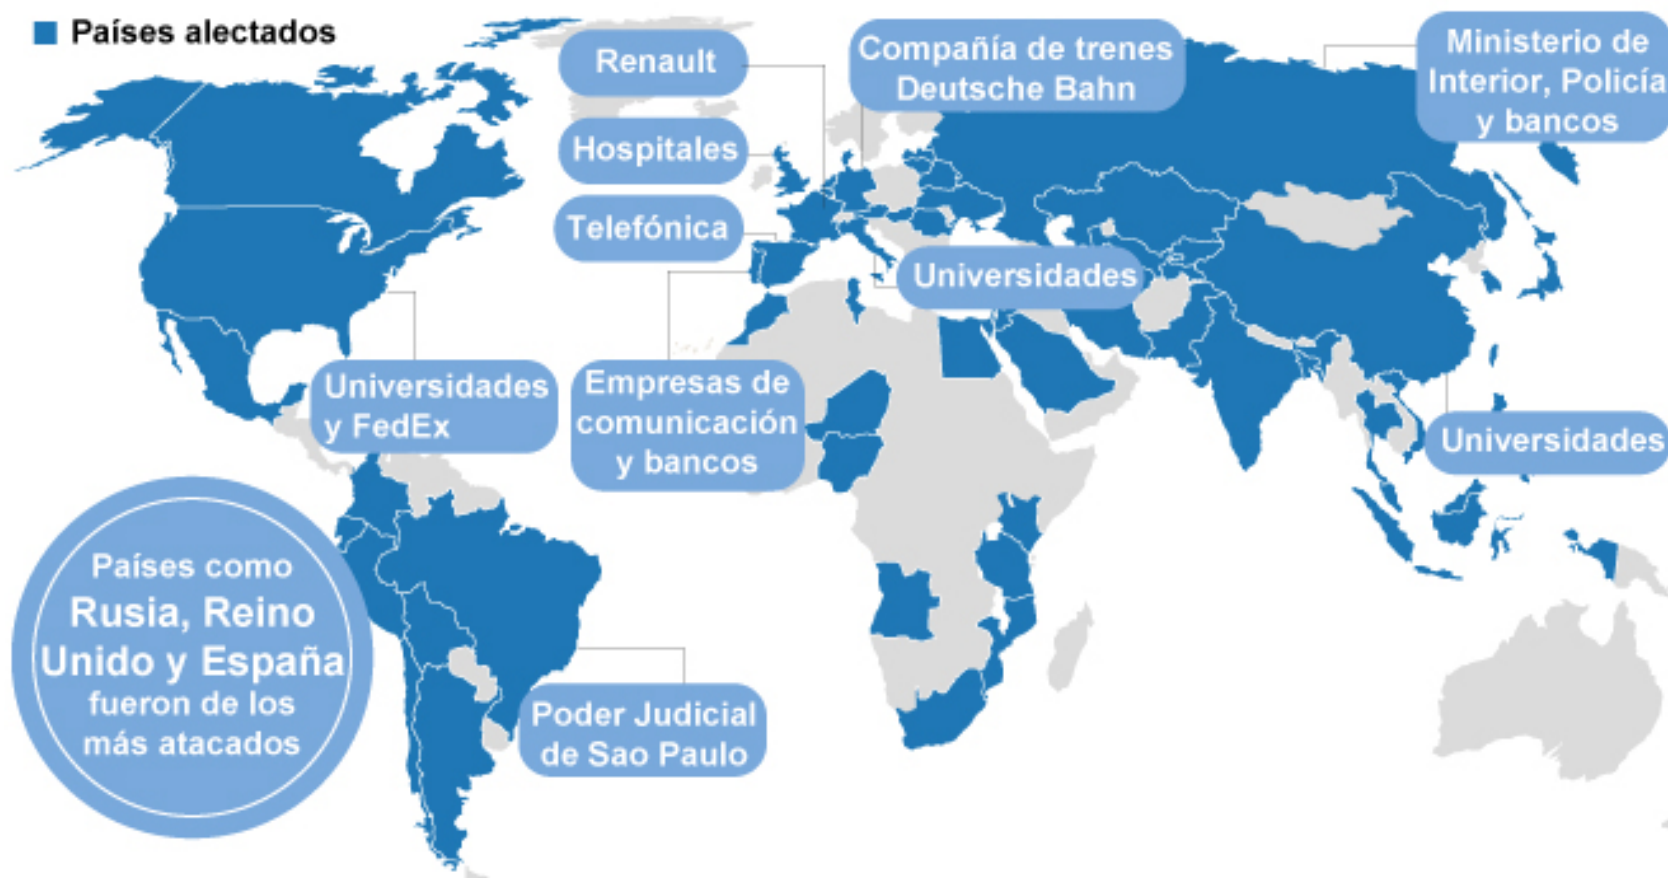 Países alectados
Renault
Compañía de trenes
Deutsche Bahn
Ministerio de
Interior, Policía
y bancos
Hospitales
Telefónica
Universidades
Universidades
y FedEx
Empresas de
comunicación
y bancos
Universidades
Países como
Rusia, Reino
Unido y España
fueron de los
más atacados
Poder Judicial
de Sao Paulo